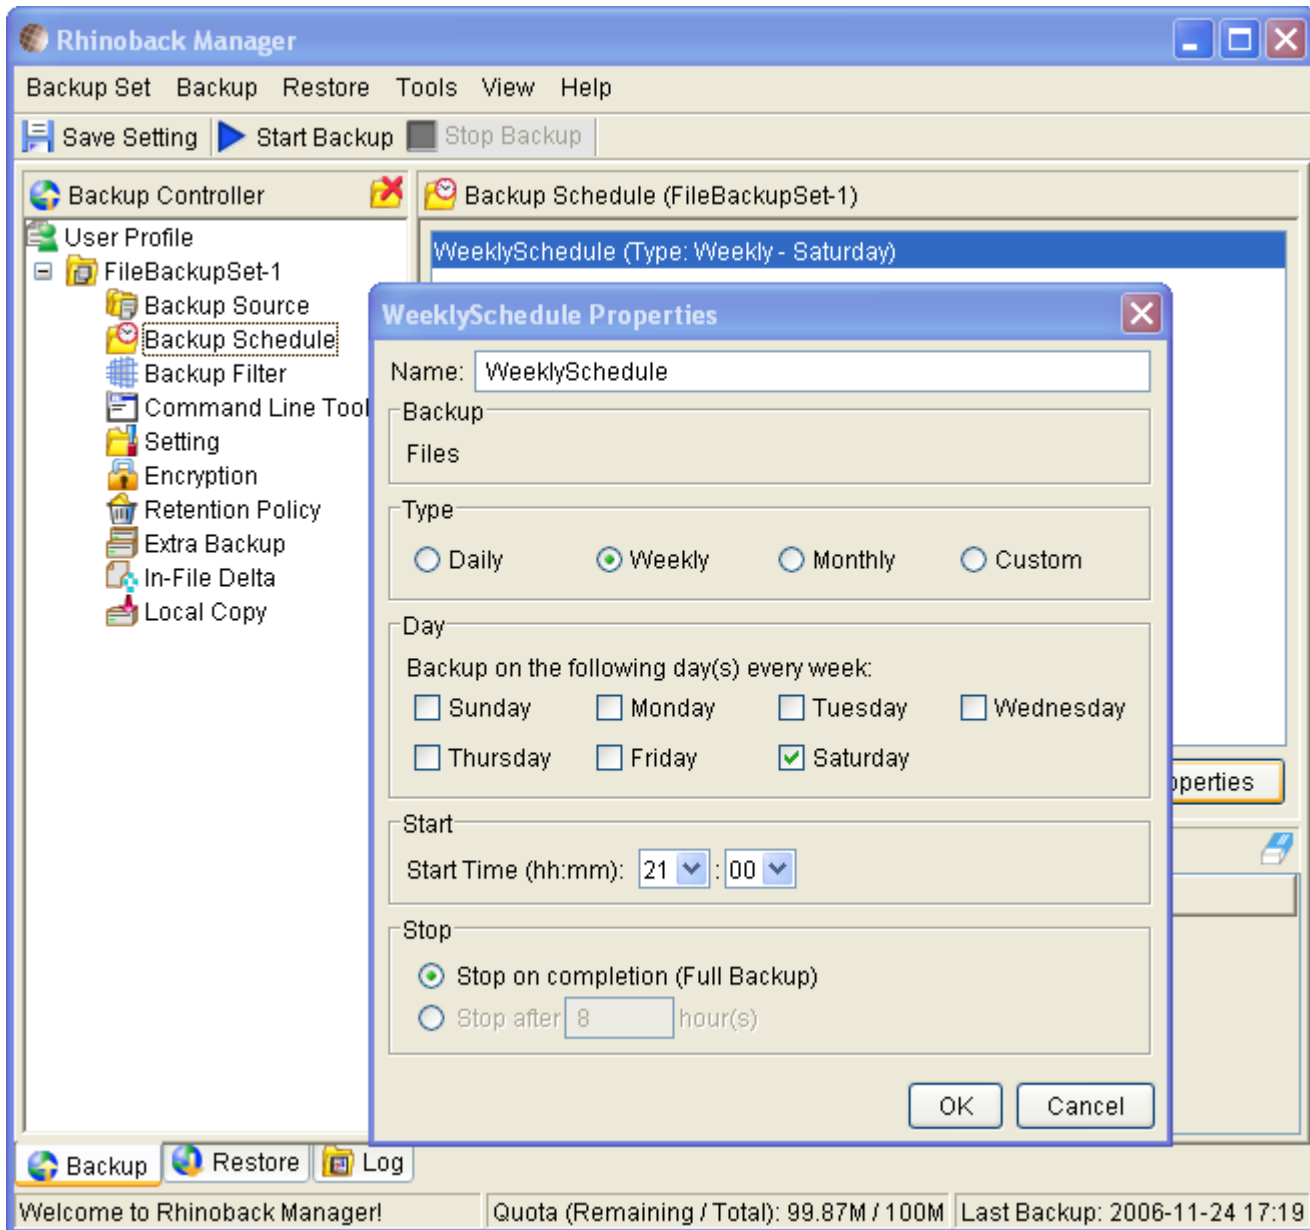 Rhinoback Manager
Backup Set Backup Restore Tools View Help
Save Setting Start Backup Stop Backup
Backup Controller
User Profile
FileBackupSet-1
Backup Source
Backup Schedule
Backup Filter
Command Line Tool
Setting
Encryption
Retention Policy
Extra Backup
In-File Delta
Local Copy
Backup Schedule (FileBackupSet-1)
WeeklySchedule (Type: Weekly - Saturday)
WeeklySchedule Properties
Name: WeeklySchedule
Backup
Files
Type
Daily Weekly Monthly Custom
Day
Backup on the following day(s) every week:
Sunday Monday Tuesday Wednesday
Thursday Friday Saturday
Start
Start Time (hh:mm): 21 : 00
Stop
Stop on completion (Full Backup)
Stop after 8 hour(s)
OK Cancel
Backup Restore Log
Welcome to Rhinoback Manager! Quota (Remaining / Total): 99.87M / 100M Last Backup: 2006-11-24 17:19